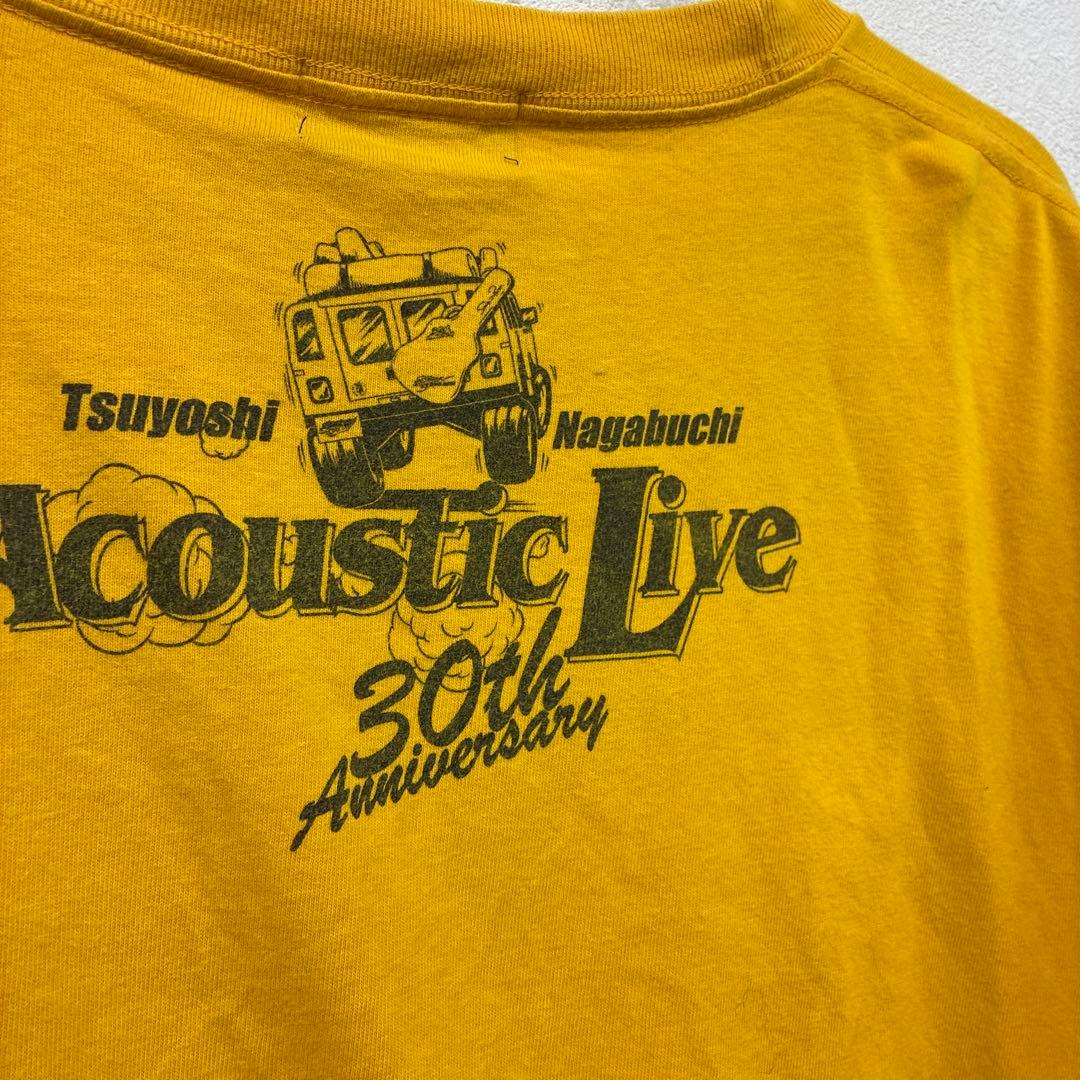 Tsuyoshi Nagabuchi
Acoustic Live
30th
Anniversary